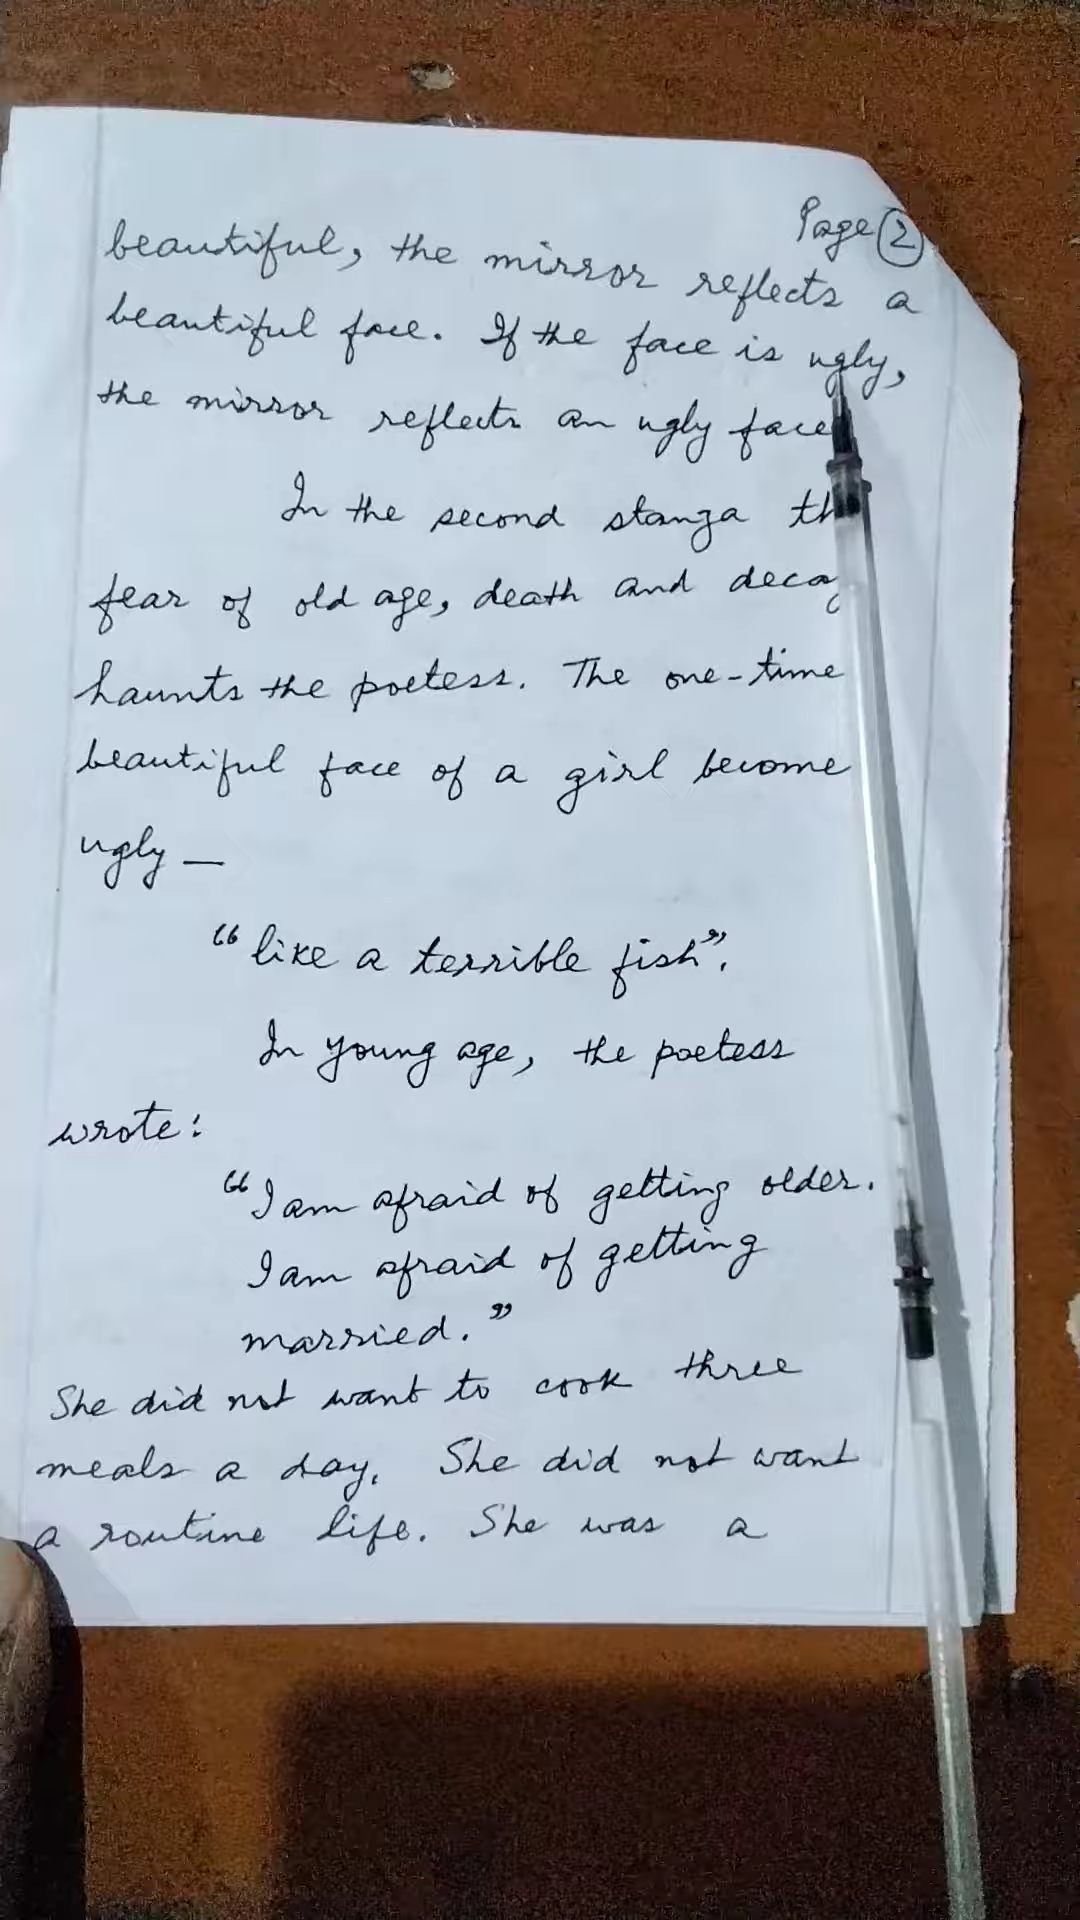 Page 2
beautiful, the mirror reflects a
beautiful face. If the face is ugly,
the mirror reflects an ugly face
In the second stanza th
fear of old age, death and decay
haunts the poetess. The one-time
beautiful face of a girl become
ugly —
"like a terrible fish".
In young age, the poetess
wrote:
"I am afraid of getting older.
I am afraid of getting
married."
She did not want to cook three
meals a day. She did not want
a routine life. She was a